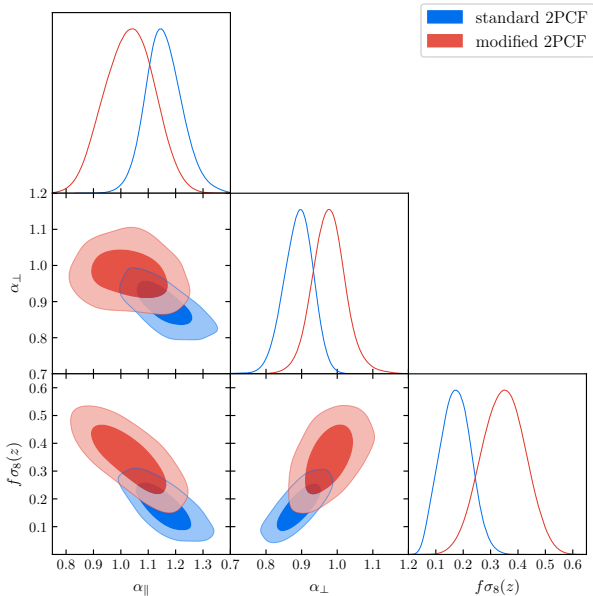 standard 2PCF
modified 2PCF
1.2
1.1
1.0
0.9
0.8
0.7
α⊥
0.6
0.5
0.4
0.3
0.2
0.1
fσ8(z)
0.8 0.9 1.0 1.1 1.2 1.3 1.4
0.7 0.8 0.9 1.0 1.1 1.2
0.0 0.2 0.4 0.6
α∥
α⊥
fσ8(z)